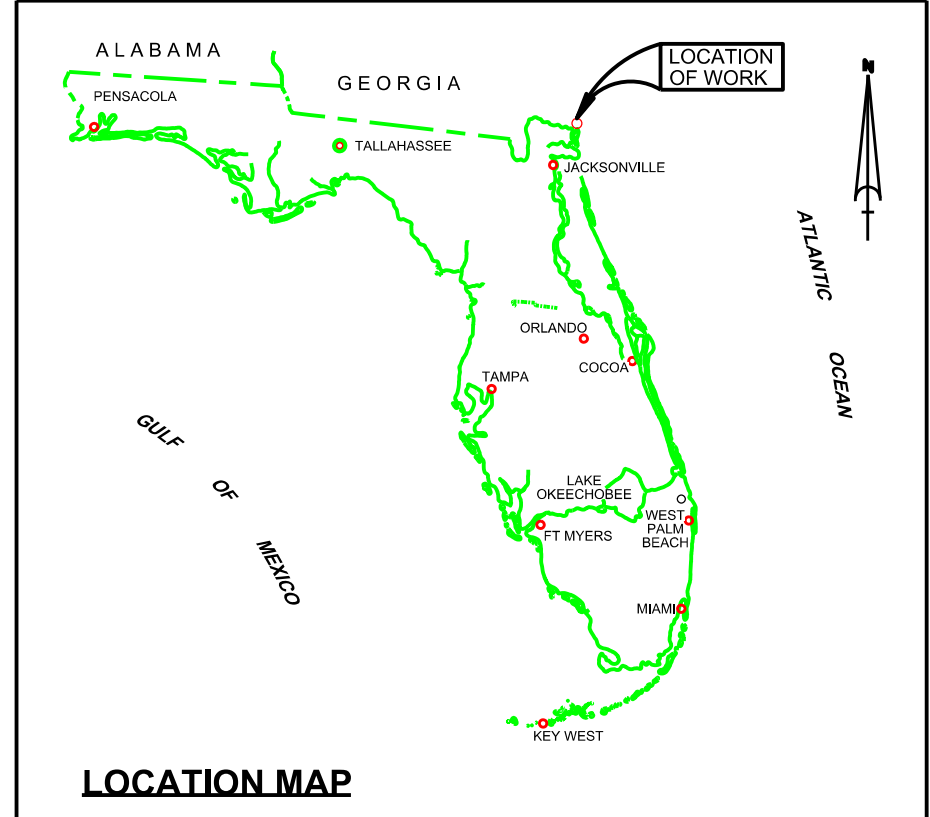 ALABAMA
GEORGIA
LOCATION
OF WORK
N
PENSACOLA
TALLAHASSEE
JACKSONVILLE
ATLANTIC
OCEAN
ORLANDO
COCOA
TAMPA
GULF
OF
MEXICO
LAKE
OKEECHOBEE
WEST
PALM
BEACH
FT MYERS
MIAMI
KEY WEST
LOCATION MAP